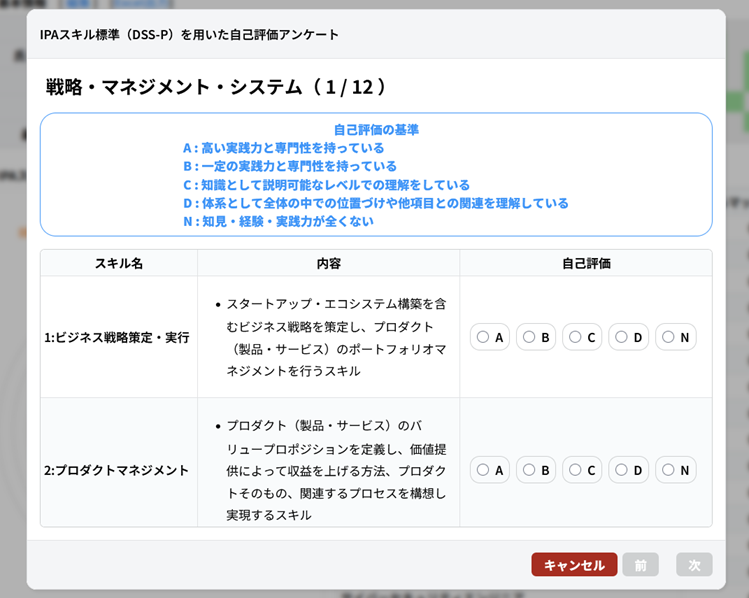 IPAスキル標準（DSS-P）を用いた自己評価アンケート
戦略・マネジメント・システム（ 1 / 12 ）
自己評価の基準
A : 高い実践力と専門性を持っている
B : 一定の実践力と専門性を持っている
C : 知識として説明可能なレベルでの理解をしている
D : 体系として全体の中での位置づけや他項目との関連を理解している
N : 知見・経験・実践力が全くない
スキル名 内容 自己評価
1:ビジネス戦略策定・実行
• スタートアップ・エコシステム構築を含
むビジネス戦略を策定し、プロダクト
（製品・サービス）のポートフォリオマ
ネジメントを行うスキル
A B C D N
2:プロダクトマネジメント
• プロダクト（製品・サービス）のバ
リュープロポジションを定義し、価値提
供によって収益を上げる方法、プロダク
トそのもの、関連するプロセスを構想し
実現するスキル
A B C D N
キャンセル 前 次